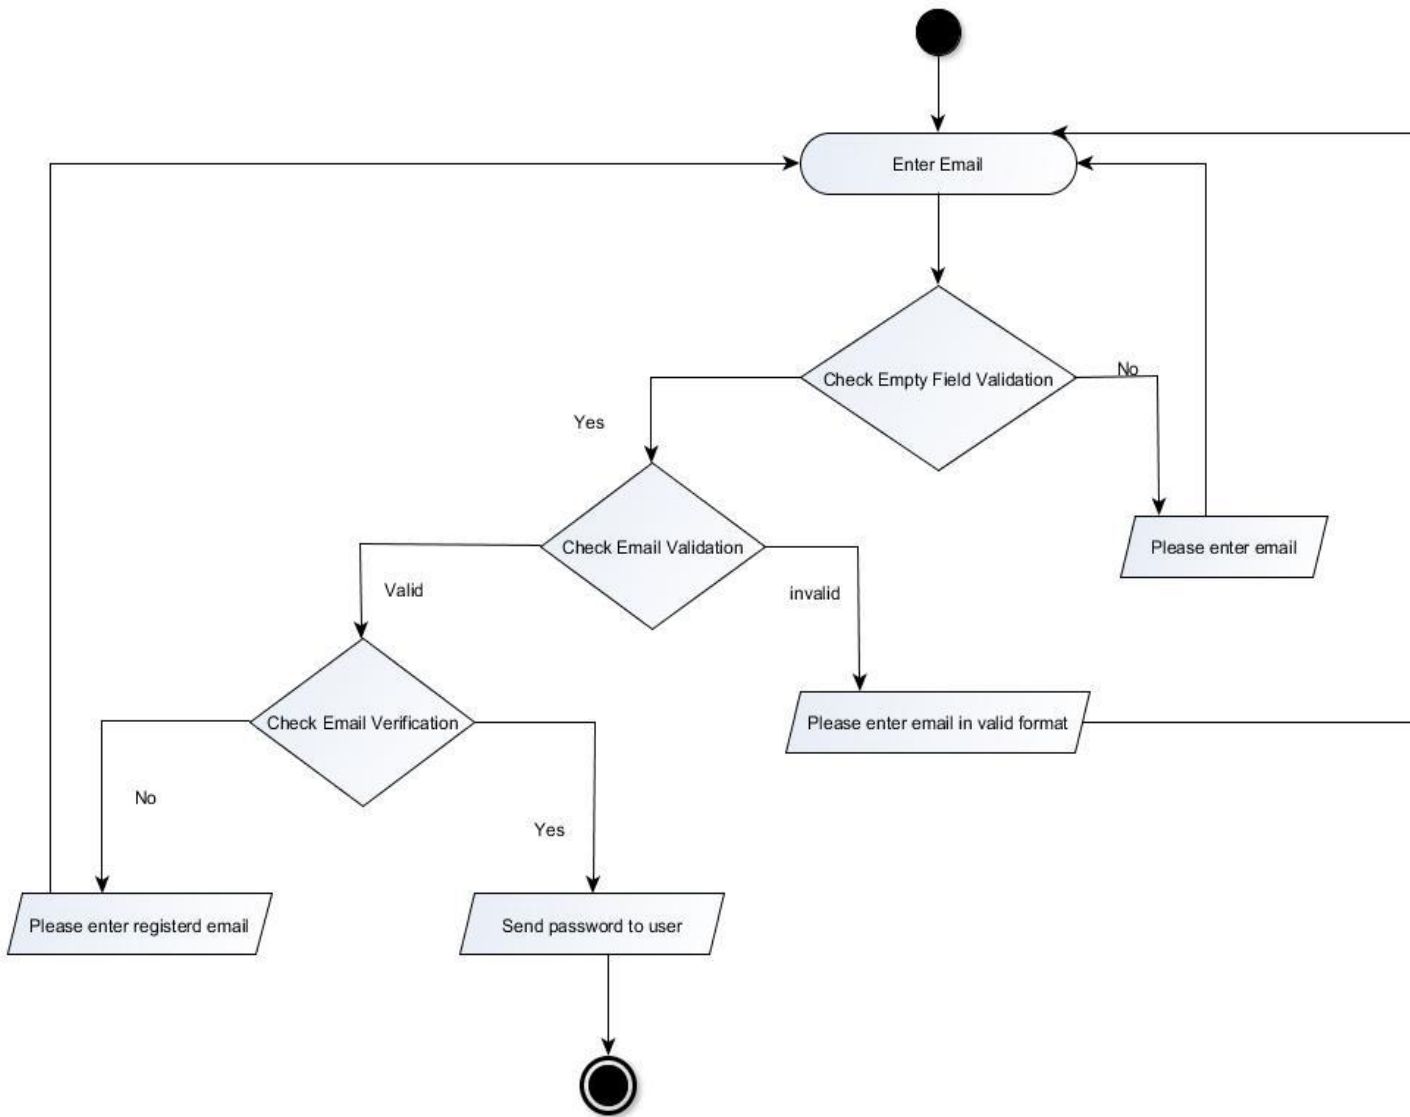 Enter Email
Check Empty Field Validation
No
Yes
Check Email Validation
Please enter email
Valid
invalid
Check Email Verification
Please enter email in valid format
No
Yes
Please enter registerd email
Send password to user